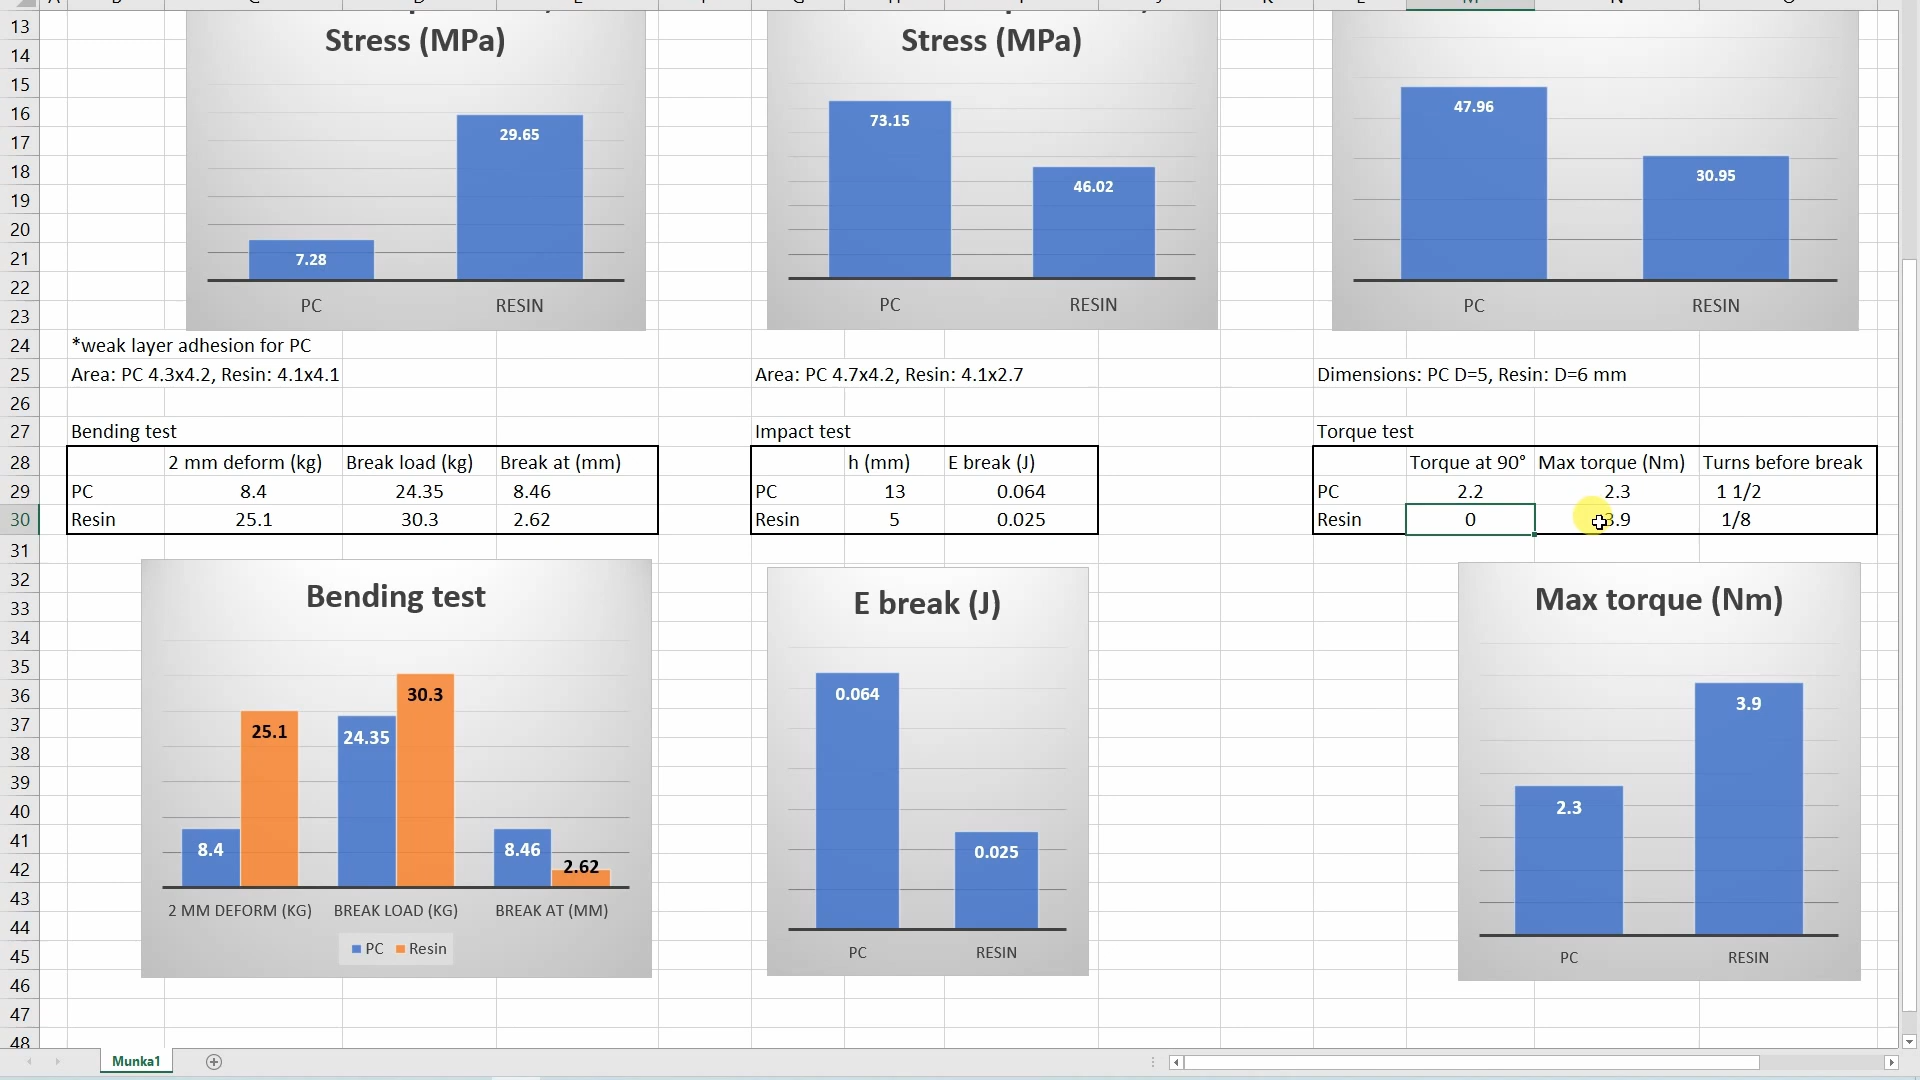 Stress (MPa)
29.65
7.28
PC RESIN
Stress (MPa)
73.15
46.02
PC RESIN
47.96
30.95
PC RESIN
*weak layer adhesion for PC
Area: PC 4.3x4.2, Resin: 4.1x4.1
Area: PC 4.7x4.2, Resin: 4.1x2.7
Dimensions: PC D=5, Resin: D=6 mm
Bending test
2 mm deform (kg) Break load (kg) Break at (mm)
PC 8.4 24.35 8.46
Resin 25.1 30.3 2.62
Impact test
h (mm) E break (J)
PC 13 0.064
Resin 5 0.025
Torque test
Torque at 90° Max torque (Nm) Turns before break
PC 2.2 2.3 1 1/2
Resin 0 3.9 1/8
Bending test
8.4 25.1 24.35 30.3 8.46 2.62
2 MM DEFORM (KG) BREAK LOAD (KG) BREAK AT (MM)
PC Resin
E break (J)
0.064
0.025
PC RESIN
Max torque (Nm)
3.9
2.3
PC RESIN
13
14
15
16
17
18
19
20
21
22
23
24
25
26
27
28
29
30
31
32
33
34
35
36
37
38
39
40
41
42
43
44
45
46
47
48
Munka1